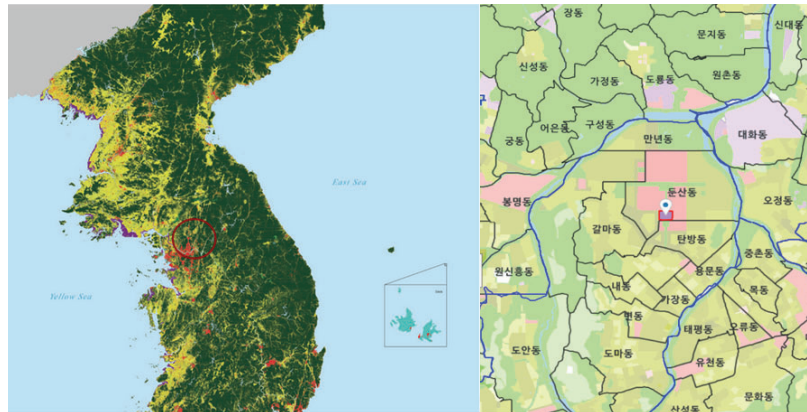 East Sea
Yellow Sea
장동
신대동
문지동
신성동
가정동
도룡동
원촌동
구
어은동
구성동
궁동
대화동
만년동
둔산동
봉명동
오정동
갈마동
탄방동
중촌동
원신흥동
용문동
내동
가장동
목동
변동
태평동
오류동
도안동
도마동
유천동
산성동
문화동